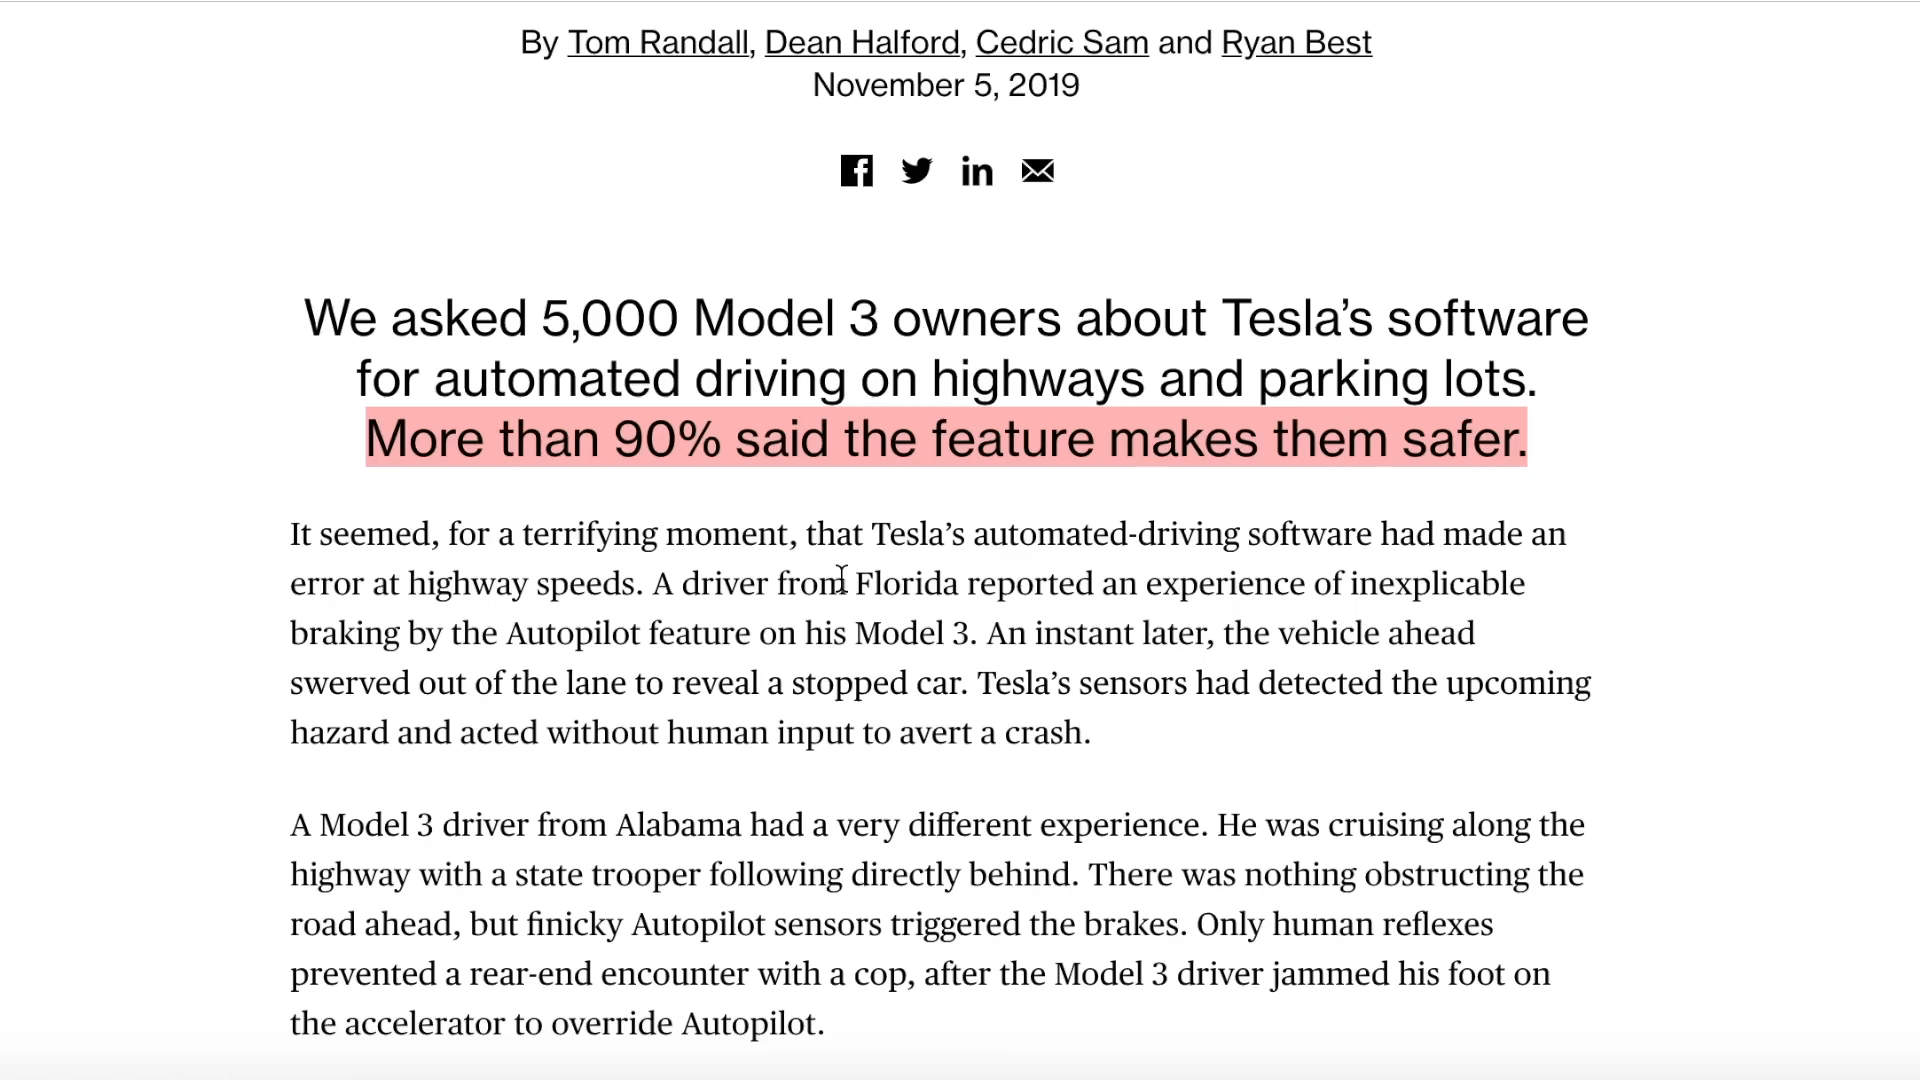 By Tom Randall, Dean Halford, Cedric Sam and Ryan Best
November 5, 2019
We asked 5,000 Model 3 owners about Tesla’s software
for automated driving on highways and parking lots.
More than 90% said the feature makes them safer.
It seemed, for a terrifying moment, that Tesla’s automated-driving software had made an
error at highway speeds. A driver from Florida reported an experience of inexplicable
braking by the Autopilot feature on his Model 3. An instant later, the vehicle ahead
swerved out of the lane to reveal a stopped car. Tesla’s sensors had detected the upcoming
hazard and acted without human input to avert a crash.
A Model 3 driver from Alabama had a very different experience. He was cruising along the
highway with a state trooper following directly behind. There was nothing obstructing the
road ahead, but finicky Autopilot sensors triggered the brakes. Only human reflexes
prevented a rear-end encounter with a cop, after the Model 3 driver jammed his foot on
the accelerator to override Autopilot.